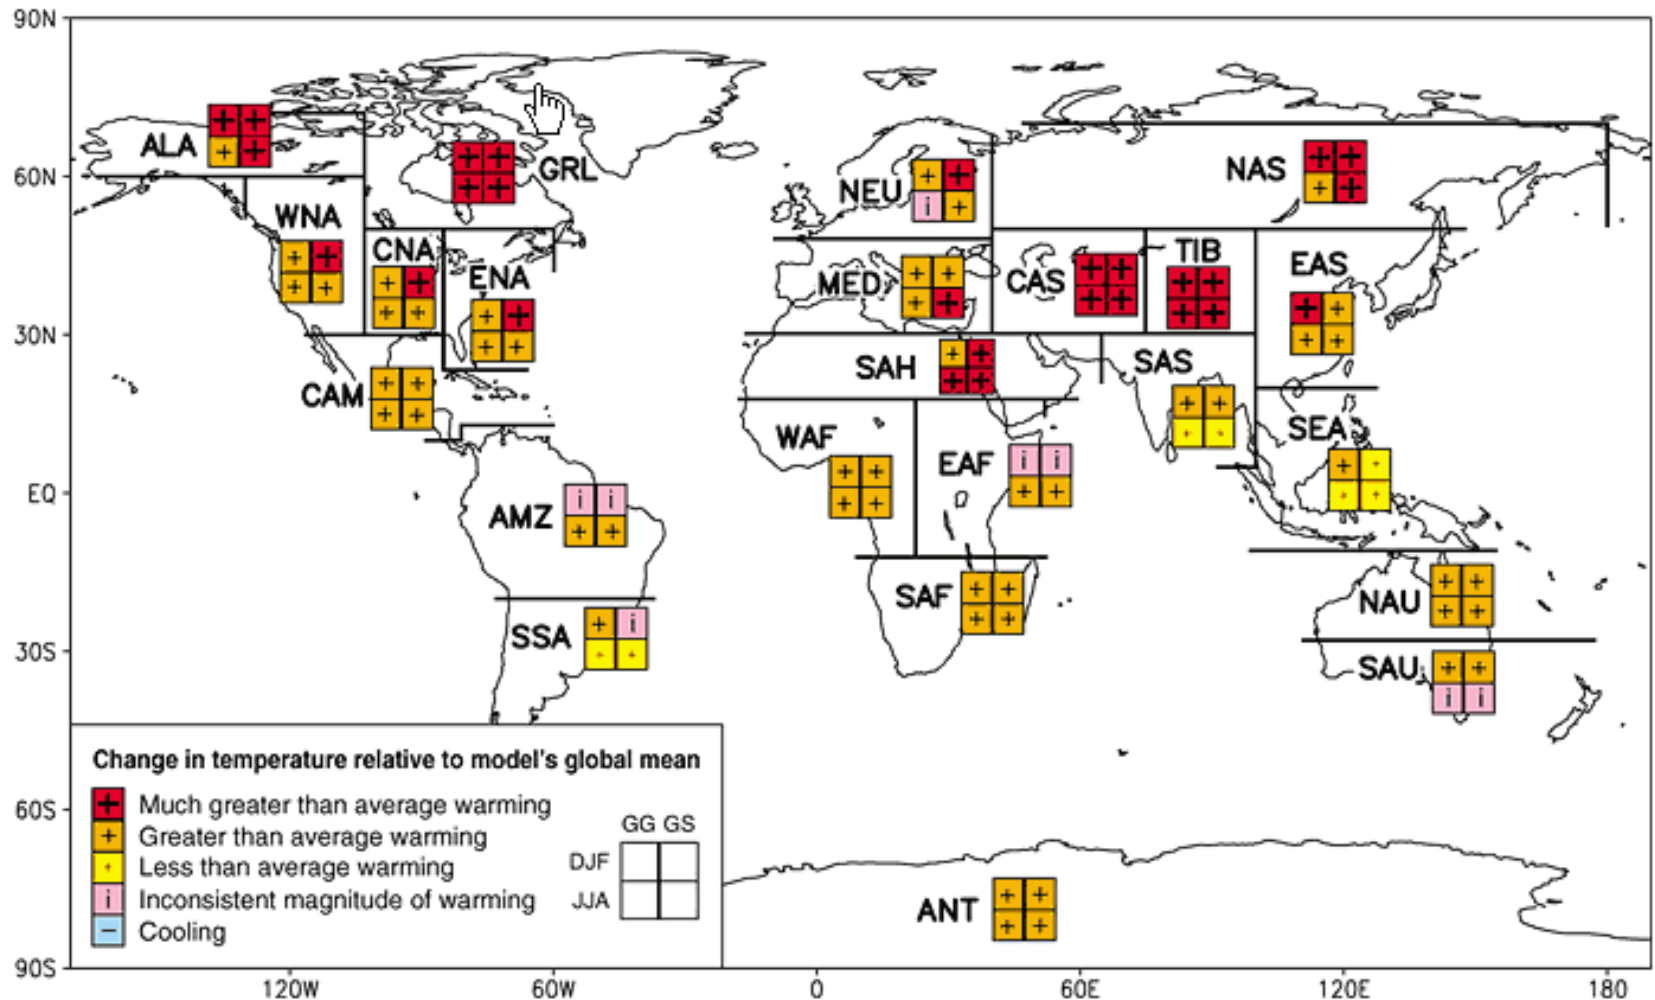 90N
60N
30N
EQ
30S
60S
90S
ALA
GRL
WNA
CNA
ENA
CAM
AMZ
SSA
NEU
i
MED
SAH
WAF
EAF
i i
SAF
NAS
CAS
TIB
EAS
SAS
SEA
NAU
SAU
i i
i i
i
ANT
Change in temperature relative to model's global mean
+ Much greater than average warming
+ Greater than average warming
+ Less than average warming
i Inconsistent magnitude of warming
− Cooling
GG GS
DJF
JJA
120W 60W 0 60E 120E 180